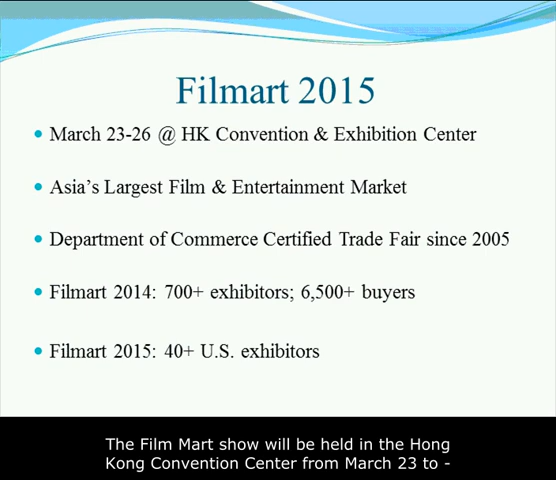 Filmart 2015
March 23-26 @ HK Convention & Exhibition Center
Asia's Largest Film & Entertainment Market
Department of Commerce Certified Trade Fair since 2005
Filmart 2014: 700+ exhibitors; 6,500+ buyers
Filmart 2015: 40+ U.S. exhibitors
The Film Mart show will be held in the Hong
Kong Convention Center from March 23 to -